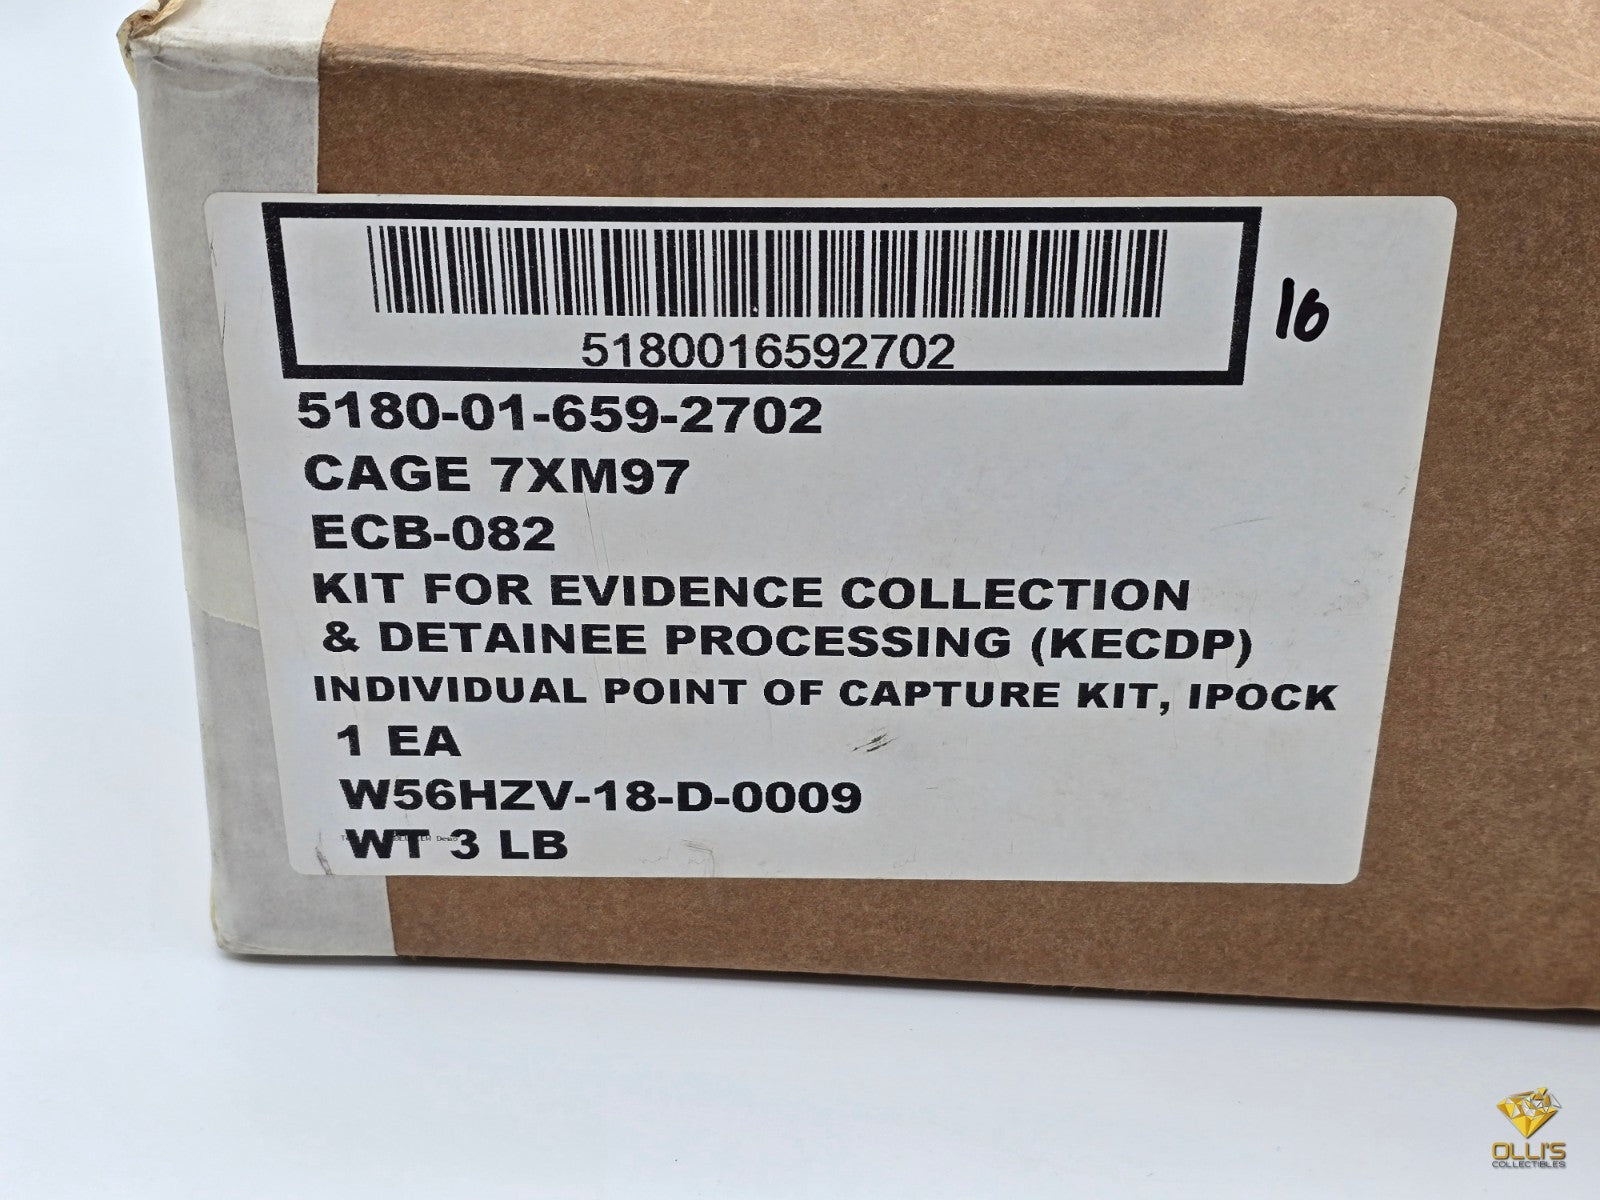 5180016592702
16
5180-01-659-2702
CAGE 7XM97
ECB-082
KIT FOR EVIDENCE COLLECTION
& DETAINEE PROCESSING (KECDP)
INDIVIDUAL POINT OF CAPTURE KIT, IPOCK
1 EA
W56HZV-18-D-0009
WT 3 LB
OLLI'S
COLLECTIBLES